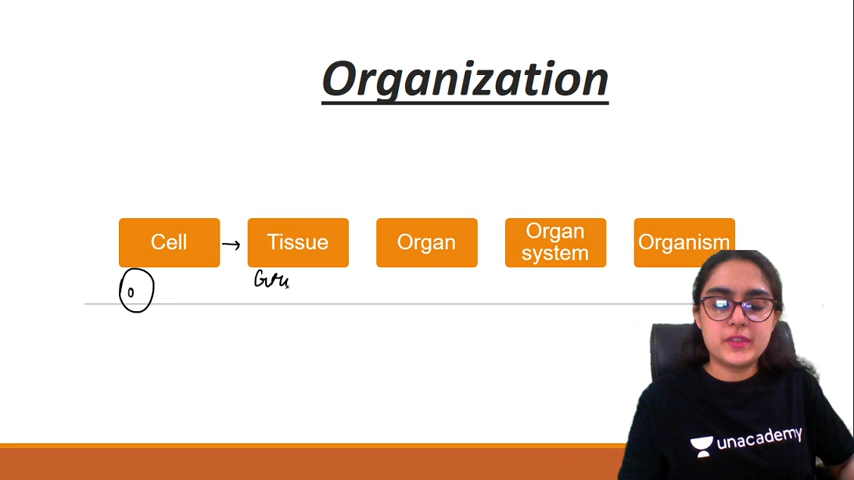 Organization
Cell → Tissue Organ Organ system Organism
unacademy